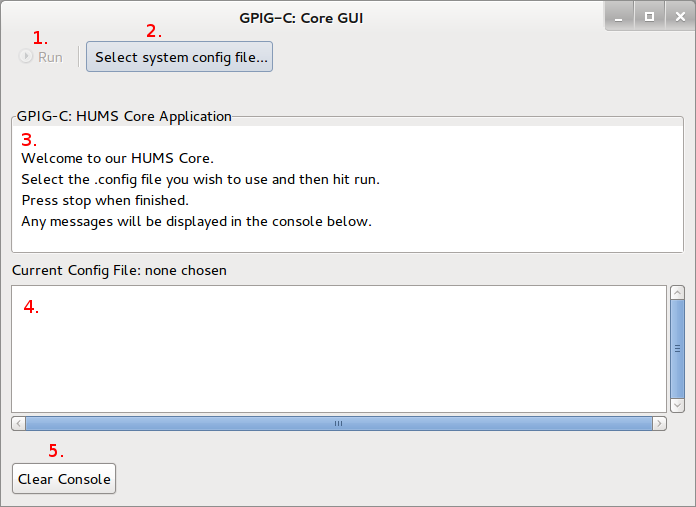 GPIG-C: Core GUI
1.
2.
Run
Select system config file...
GPIG-C: HUMS Core Application
3.
Welcome to our HUMS Core.
Select the .config file you wish to use and then hit run.
Press stop when finished.
Any messages will be displayed in the console below.
Current Config File: none chosen
4.
5.
Clear Console